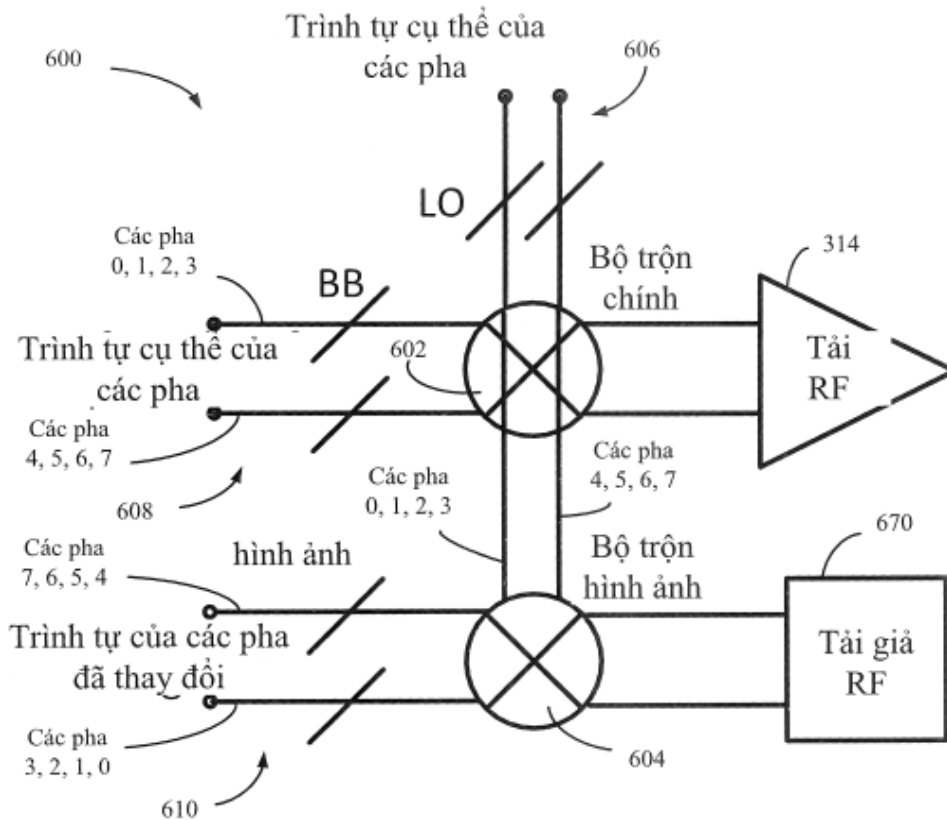 Trình tự cụ thể của
các pha
600
606
LO
Các pha
0, 1, 2, 3
BB
Bộ trộn
chính
314
Trình tự cụ thể của
các pha
602
Tải
RF
Các pha
4, 5, 6, 7
608
Các pha
0, 1, 2, 3
Các pha
4, 5, 6, 7
Các pha
7, 6, 5, 4
hình ảnh
Bộ trộn
hình ảnh
670
Trình tự của các pha
đã thay đổi
Tải giả
RF
Các pha
3, 2, 1, 0
604
610